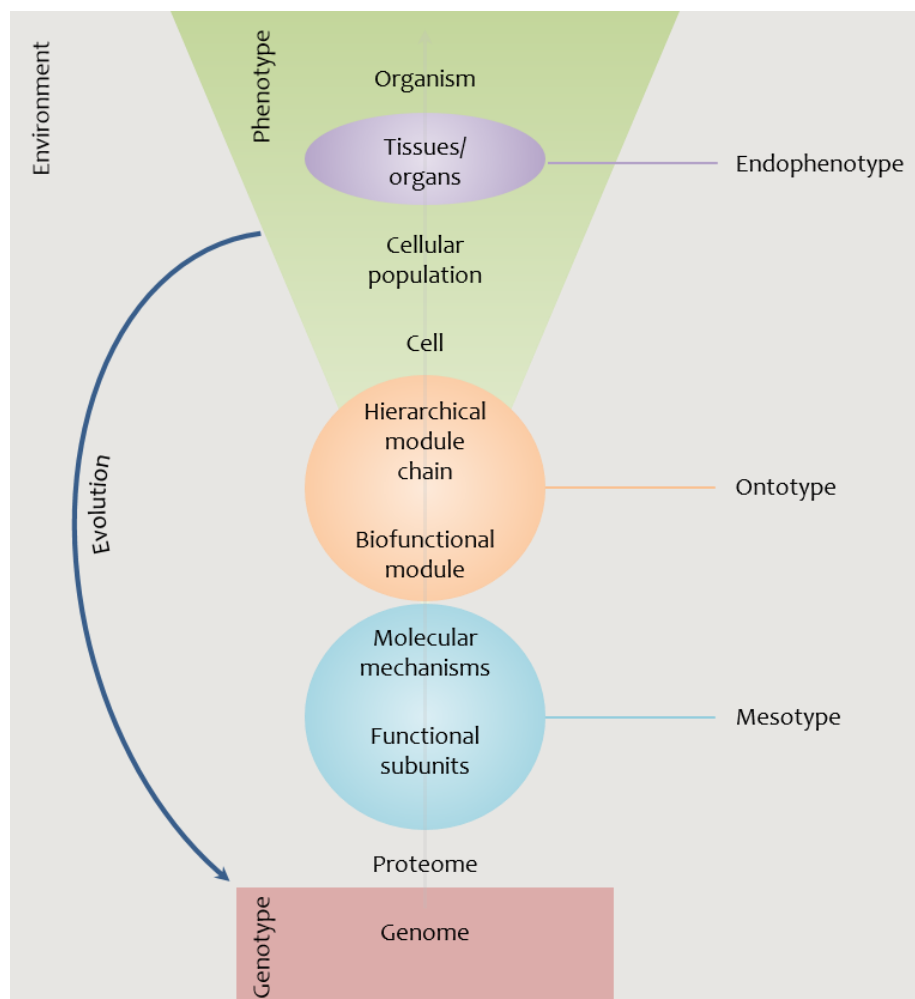 Environment
Phenotype
Organism
Tissues/
organs
Endophenotype
Cellular
population
Cell
Hierarchical
module
chain
Ontotype
Evolution
Biofunctional
module
Molecular
mechanisms
Mesotype
Functional
subunits
Proteome
Genotype
Genome